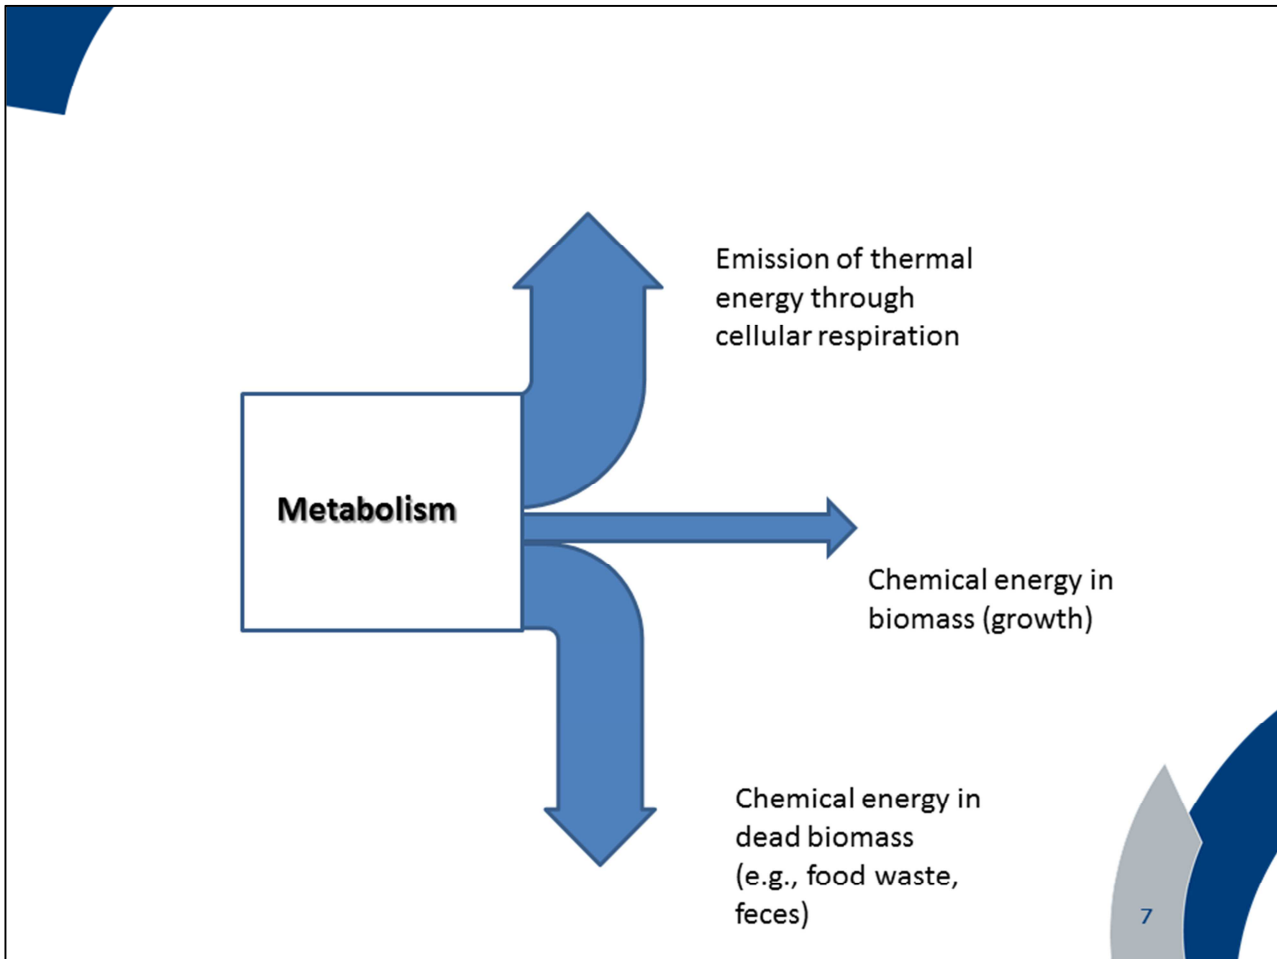 Emission of thermal
energy through
cellular respiration
Metabolism
Chemical energy in
biomass (growth)
Chemical energy in
dead biomass
(e.g., food waste,
feces)
7